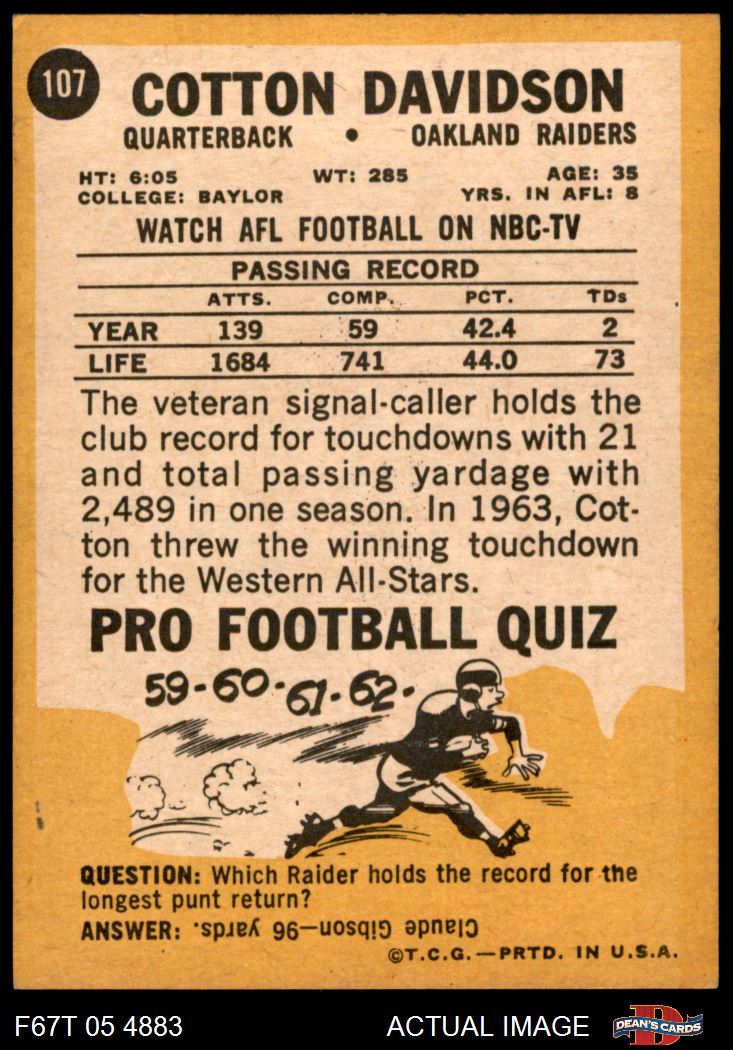 107
COTTON DAVIDSON
QUARTERBACK • OAKLAND RAIDERS
HT: 6:05 WT: 285 AGE: 35
COLLEGE: BAYLOR YRS. IN AFL: 8
WATCH AFL FOOTBALL ON NBC-TV
PASSING RECORD
ATTS. COMP. PCT. TDs
YEAR 139 59 42.4 2
LIFE 1684 741 44.0 73
The veteran signal-caller holds the
club record for touchdowns with 21
and total passing yardage with
2,489 in one season. In 1963, Cot-
ton threw the winning touchdown
for the Western All-Stars.
PRO FOOTBALL QUIZ
59-60-61-62-
QUESTION: Which Raider holds the record for the
longest punt return?
ANSWER: Claude Gibson—96 yards.
©T.C.G.—PRTD. IN U.S.A.
F67T 05 4883 ACTUAL IMAGE
D
DEAN'S CARDS